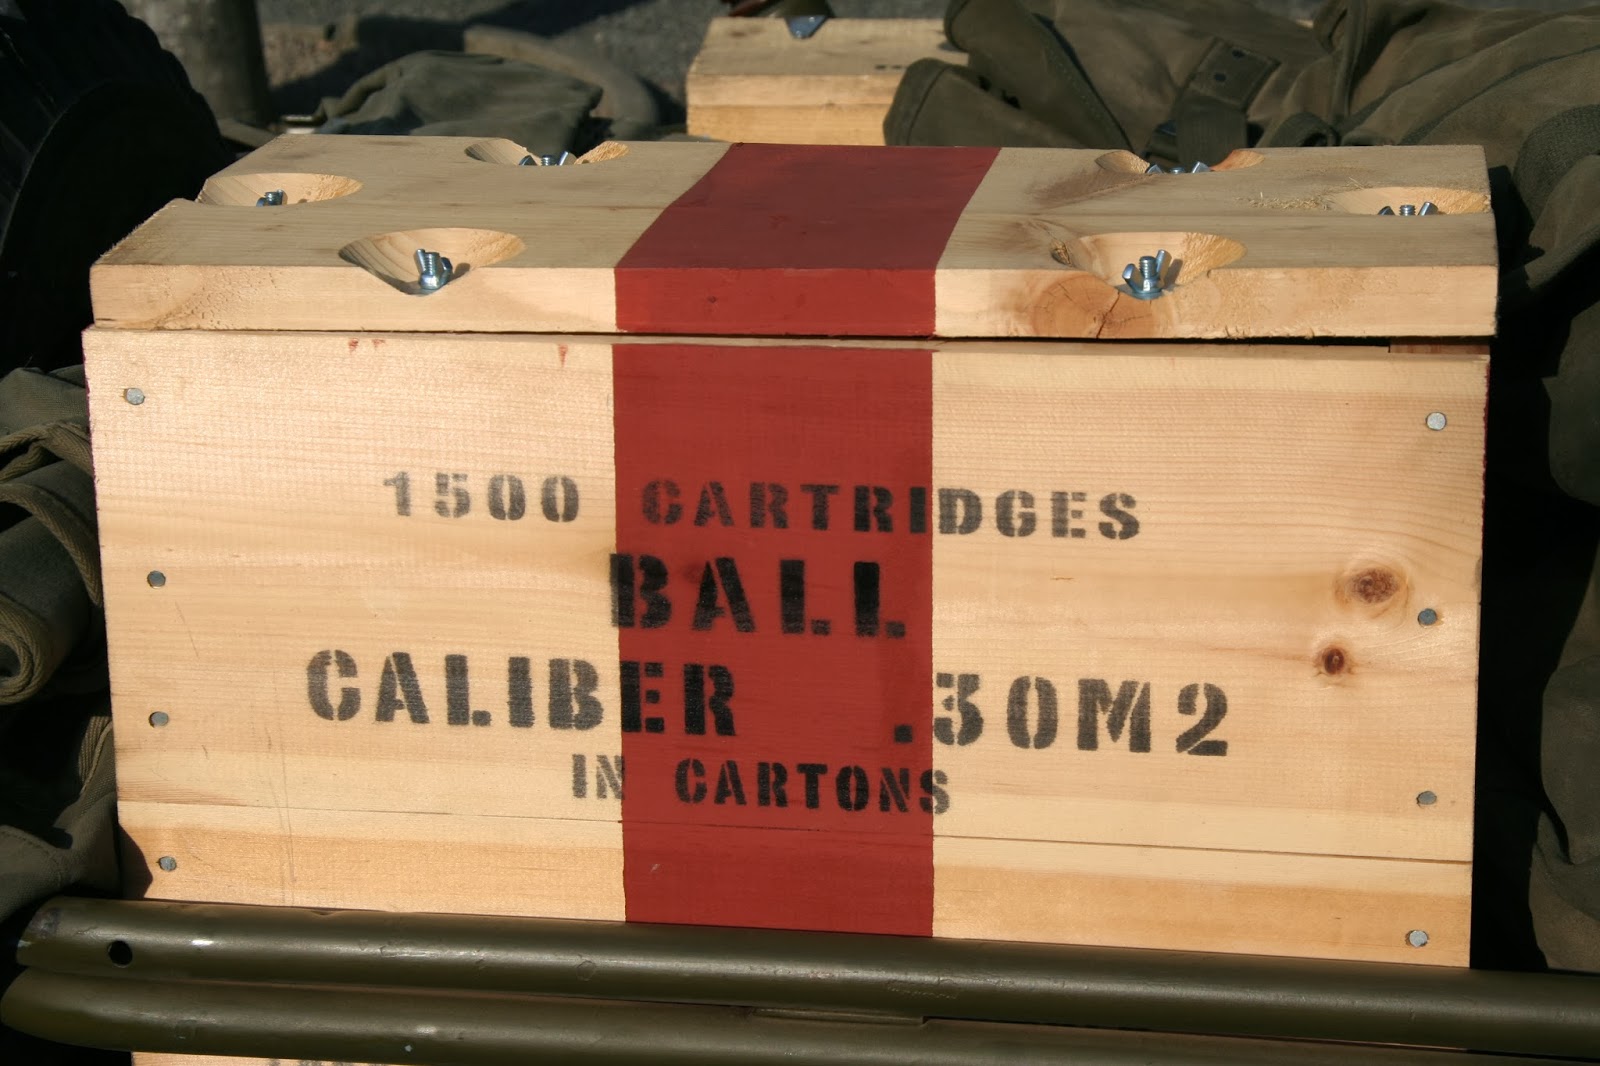 1500 CARTRIDGES
BALL
CALIBER .30M2
IN CARTONS